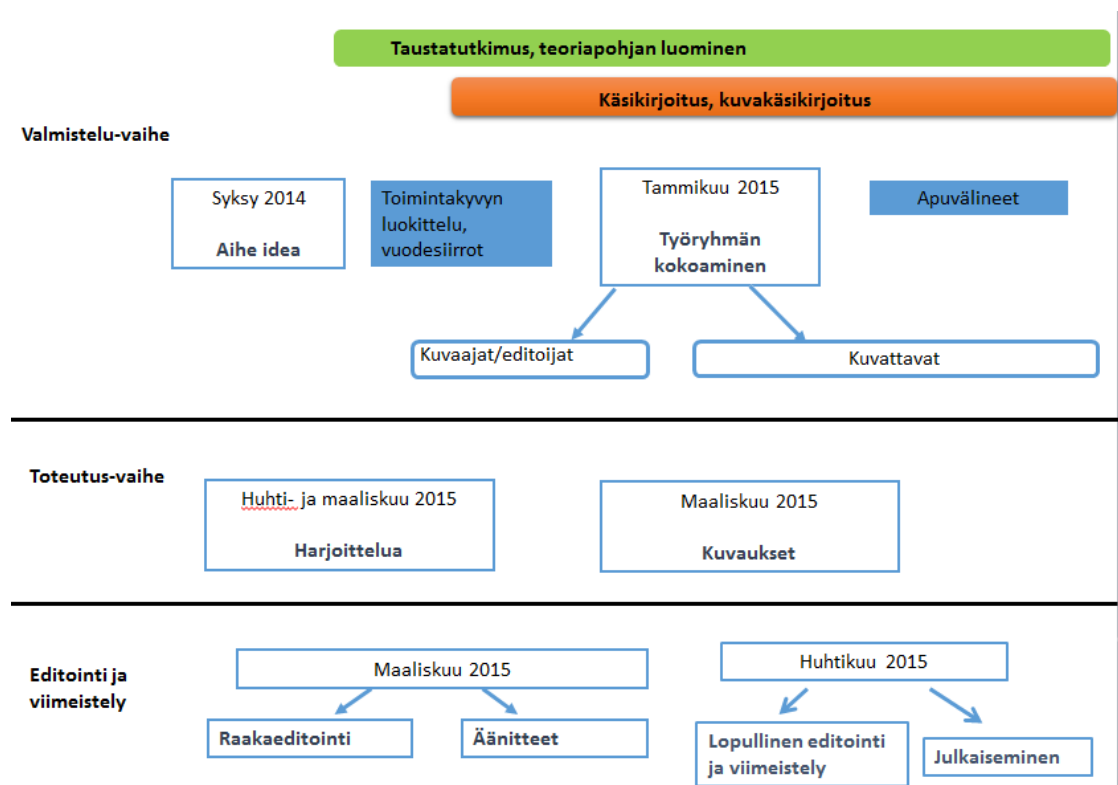 Taustatutkimus, teoriapohjan luominen
Käsikirjoitus, kuvakäsikirjoitus
Valmistelu-vaihe
Syksy 2014
Aihe idea
Toimintakyvyn
luokittelu,
vuodesiirrot
Tammikuu 2015
Työryhmän
kokoaminen
Apuvälineet
Kuvaajat/editoijat
Kuvattavat
Toteutus-vaihe
Huhti- ja maaliskuu 2015
Harjoittelua
Maaliskuu 2015
Kuvaukset
Editointi ja
viimeistely
Maaliskuu 2015
Raakaeditointi
Äänitteet
Huhtikuu 2015
Lopullinen editointi
ja viimeistely
Julkaiseminen